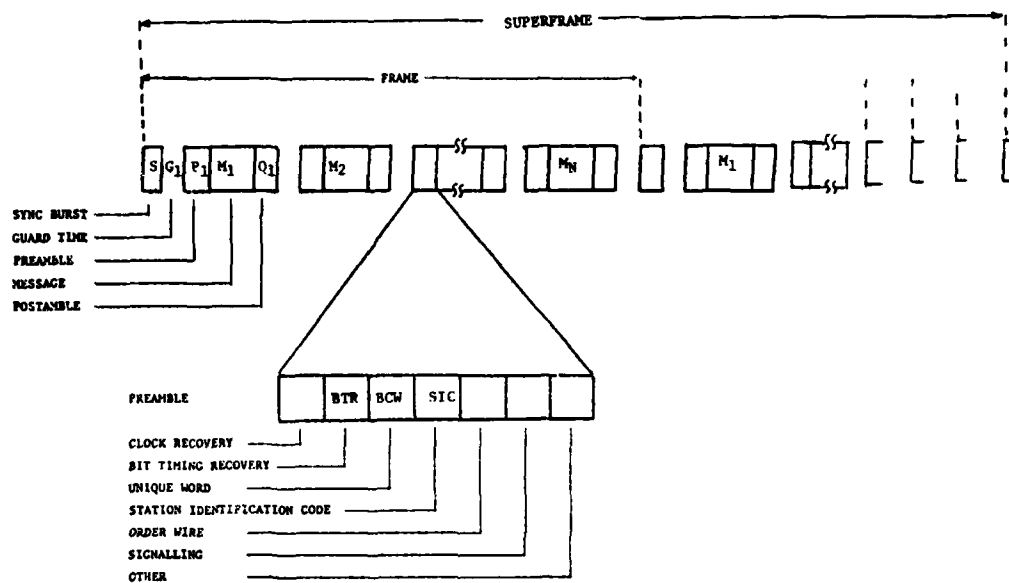 SUPERFRAME
FRAME
S G1 P1 M1 Q1 M2 MN M1
SYNC BURST
GUARD TIME
PREAMBLE
MESSAGE
POSTAMBLE
PREAMBLE BTR BCW SIC
CLOCK RECOVERY
BIT TIMING RECOVERY
UNIQUE WORD
STATION IDENTIFICATION CODE
ORDER WIRE
SIGNALLING
OTHER